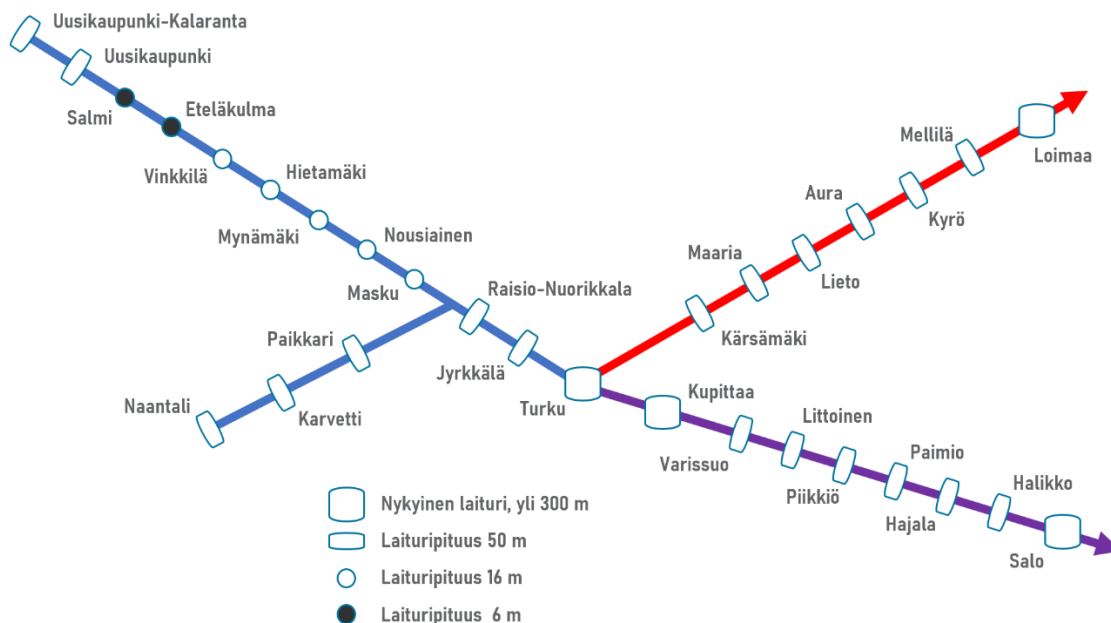 Uusikaupunki-Kalaranta
Uusikaupunki
Salmi
Eteläkulma
Vinkkilä
Hietamäki
Mynämäki
Nousiainen
Masku
Raisio-Nuorikkala
Jyrkkälä
Paikkari
Karvetti
Naantali
Turku
Kärsämäki
Maaria
Lieto
Aura
Kyrö
Mellilä
Loimaa
Kupittaa
Varissuo
Littoinen
Piikkiö
Paimio
Hajala
Halikko
Salo
Nykyinen laituri, yli 300 m
Laituripituus 50 m
Laituripituus 16 m
Laituripituus 6 m